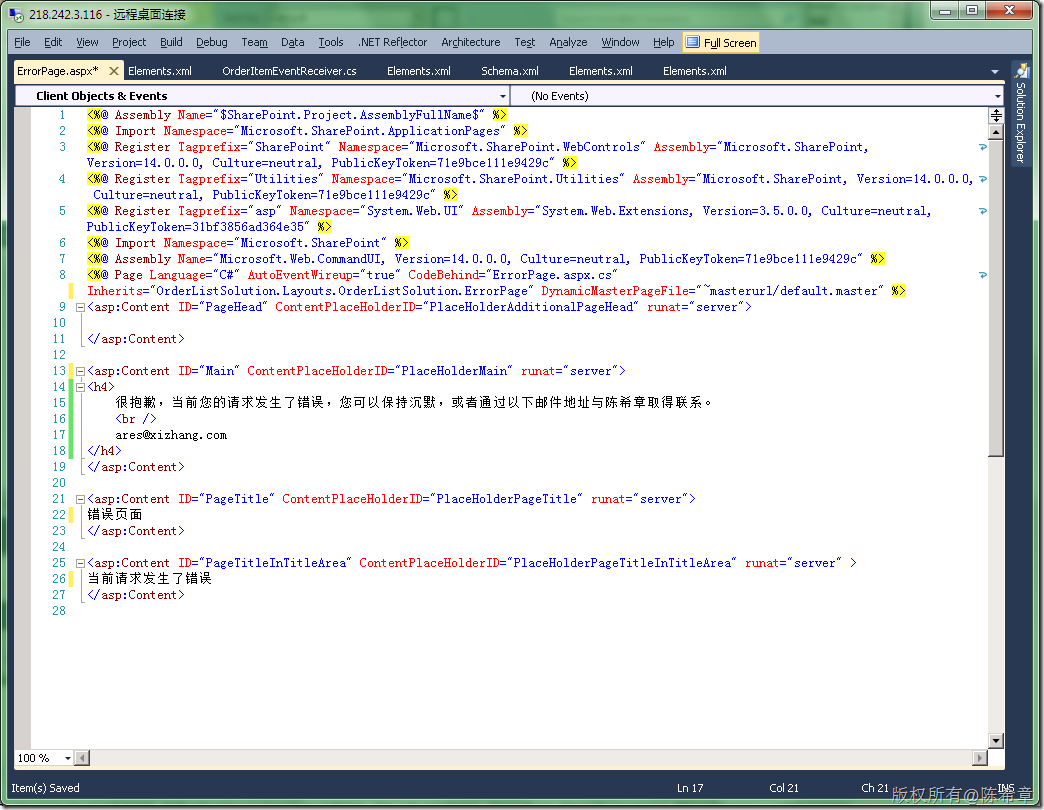 218.242.3.116 - 远程桌面连接
File Edit View Project Build Debug Team Data Tools .NET Reflector Architecture Test Analyze Window Help Full Screen
ErrorPage.aspx* Elements.xml OrderItemEventReceiver.cs Elements.xml Schema.xml Elements.xml Elements.xml
Solution Explorer
Client Objects & Events (No Events)
1 <%@ Assembly Name="$SharePoint.Project.AssemblyFullName$" %>
2 <%@ Import Namespace="Microsoft.SharePoint.ApplicationPages" %>
3 <%@ Register Tagprefix="SharePoint" Namespace="Microsoft.SharePoint.WebControls" Assembly="Microsoft.SharePoint,
Version=14.0.0.0, Culture=neutral, PublicKeyToken=71e9bce111e9429c" %>
4 <%@ Register Tagprefix="Utilities" Namespace="Microsoft.SharePoint.Utilities" Assembly="Microsoft.SharePoint, Version=14.0.0.0,
Culture=neutral, PublicKeyToken=71e9bce111e9429c" %>
5 <%@ Register Tagprefix="asp" Namespace="System.Web.UI" Assembly="System.Web.Extensions, Version=3.5.0.0, Culture=neutral,
PublicKeyToken=31bf3856ad364e35" %>
6 <%@ Import Namespace="Microsoft.SharePoint" %>
7 <%@ Assembly Name="Microsoft.Web.CommandUI, Version=14.0.0.0, Culture=neutral, PublicKeyToken=71e9bce111e9429c" %>
8 <%@ Page Language="C#" AutoEventWireup="true" CodeBehind="ErrorPage.aspx.cs"
Inherits="OrderListSolution.Layouts.OrderListSolution.ErrorPage" DynamicMasterPageFile="~masterurl/default.master" %>
9 <asp:Content ID="PageHead" ContentPlaceHolderID="PlaceHolderAdditionalPageHead" runat="server">
10
11 </asp:Content>
12
13 <asp:Content ID="Main" ContentPlaceHolderID="PlaceHolderMain" runat="server">
14 <h4>
15 很抱歉，当前您的请求发生了错误，您可以保持沉默，或者通过以下邮件地址与陈希章取得联系。
16 <br />
17 ares@xizhang.com
18 </h4>
19 </asp:Content>
20
21 <asp:Content ID="PageTitle" ContentPlaceHolderID="PlaceHolderPageTitle" runat="server">
22 错误页面
23 </asp:Content>
24
25 <asp:Content ID="PageTitleInTitleArea" ContentPlaceHolderID="PlaceHolderPageTitleInTitleArea" runat="server" >
26 当前请求发生了错误
27 </asp:Content>
28
100 %
Item(s) Saved Ln 17 Col 21 Ch 21 INS
版权所有@陈希章